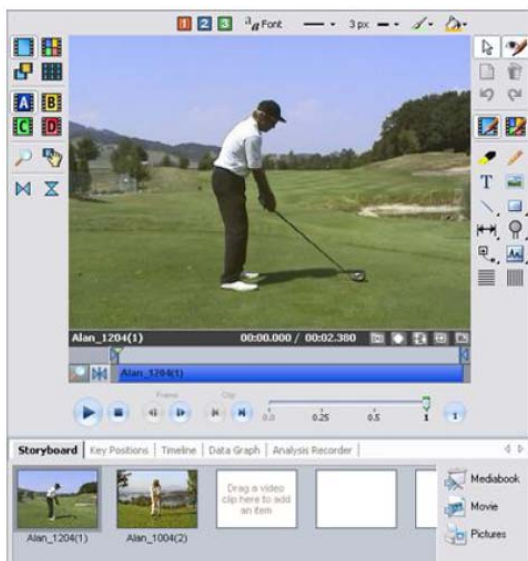 1 2 3 aa Font 3 px
A B
C D
T
Alan_1204(1) 00:00.000 / 00:02.380
Alan_1204(1)
Frame Clip
0.0 0.25 0.5 1 1
Storyboard Key Positions Timeline Data Graph Analysis Recorder
Drag a video
clip here to add
an item
Alan_1204(1) Alan_1004(2)
Mediabook
Movie
Pictures